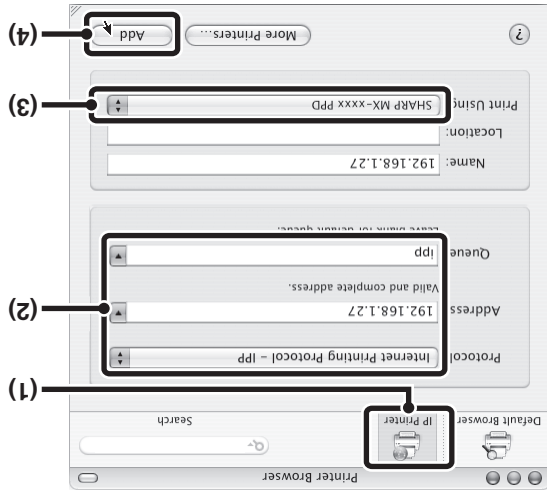 Printer Browser
Default Browser
IP Printer
Search
(1)
Protocol
Internet Printing Protocol - IPP
Address
192.168.1.27
Valid and complete address.
(2)
Queue
ipp
Leave blank for default queue.
Name:
192.168.1.27
Location:
Print Using
SHARP MX-xxxx PPD
(3)
?
More Printers...
Add
(4)